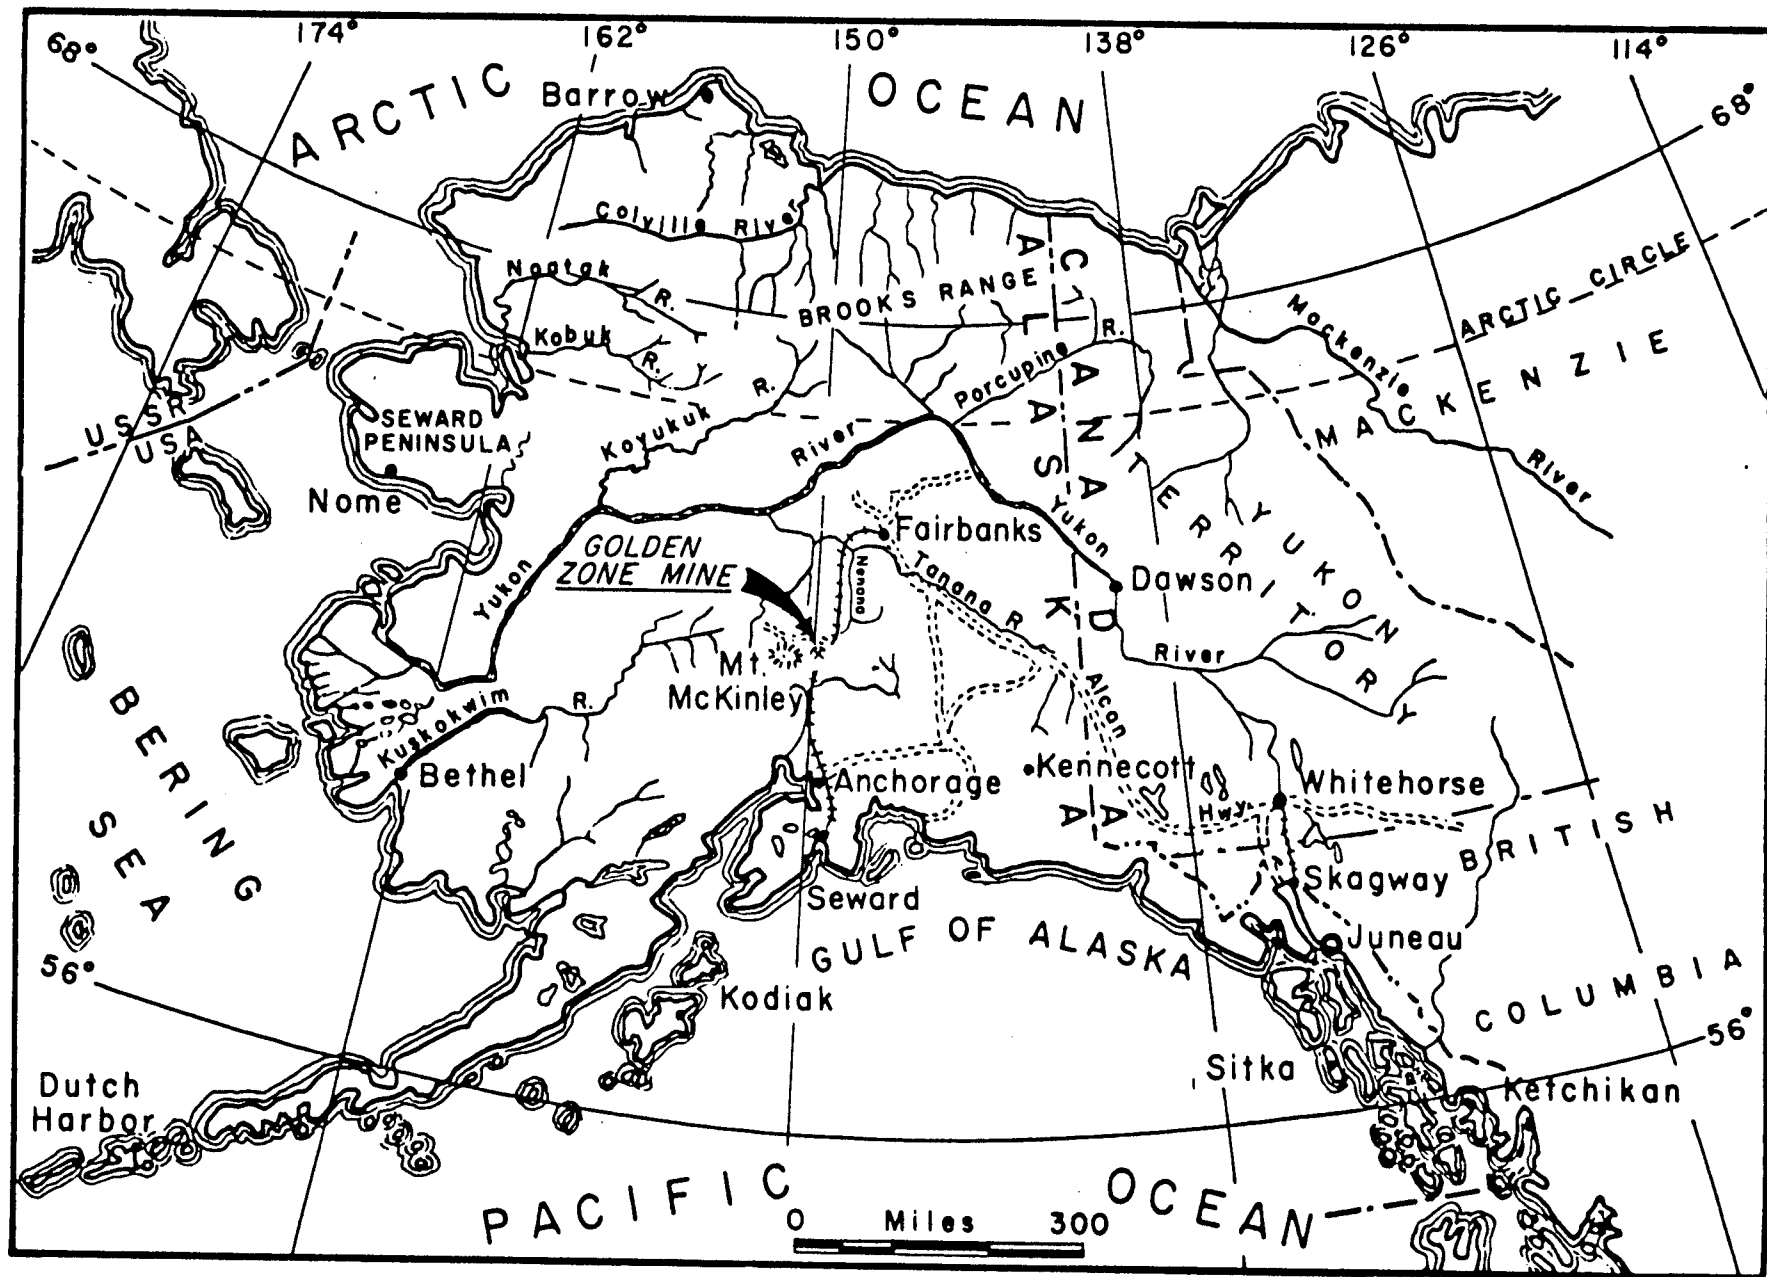 68° 174° 162° 150° 138° 126° 114°
68°
ARCTIC OCEAN
Barrow
Colville River
Noatak R.
BROOKS RANGE
Kobuk R.
Koyukuk R.
Porcupine R.
Mackenzie River
ARCTIC CIRCLE
MACKENZIE
USSR
USA
SEWARD
PENINSULA
Nome
River
Yukon
ALASKA
CANADA
Fairbanks
Yukon
Dawson
River
YUKON
TERRITORY
GOLDEN
ZONE MINE
Nenana
Tanana R.
Yukon
Mt.
McKinley
Alcan
Hwy.
Kuskokwim R.
Bethel
BERING
SEA
Anchorage
Kennecott
Whitehorse
BRITISH
COLUMBIA
Seward
Skagway
GULF OF ALASKA
Juneau
56°
Kodiak
Sitka
56°
Dutch
Harbor
Ketchikan
PACIFIC OCEAN
0 Miles 300